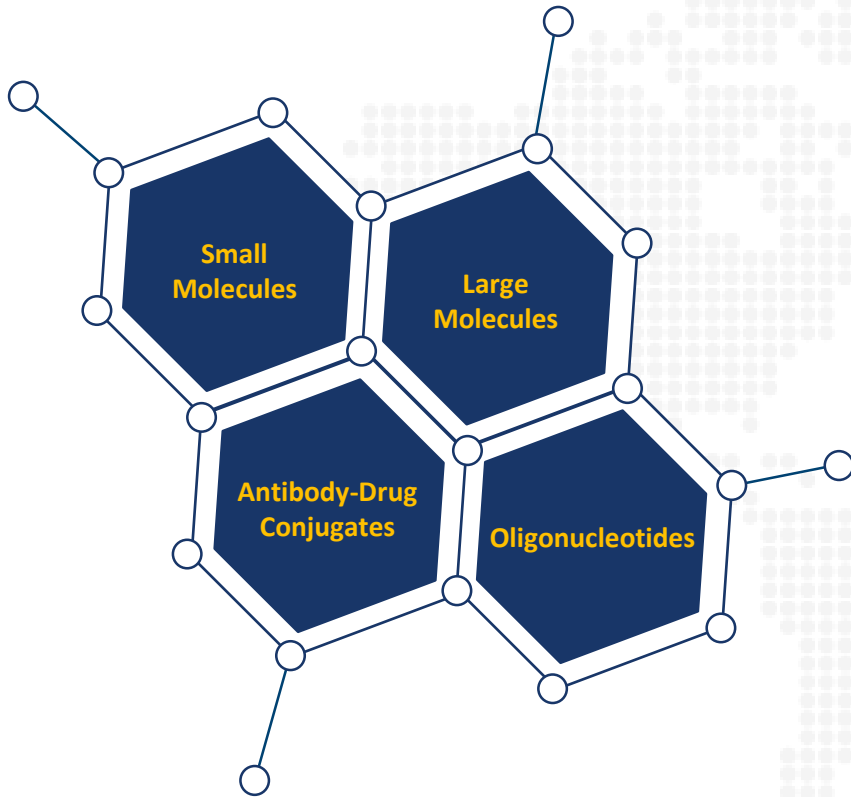 Small
Molecules
Large
Molecules
Antibody-Drug
Conjugates
Oligonucleotides